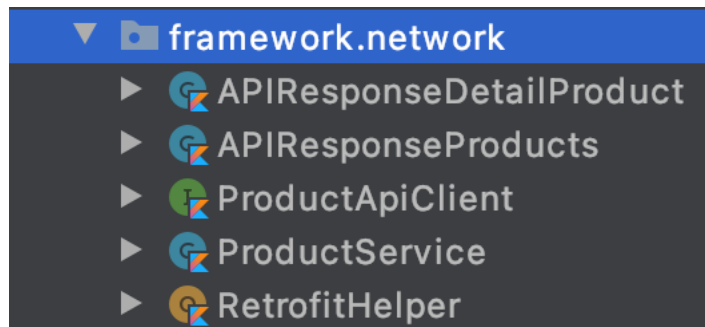 framework.network
APIResponseDetailProduct
APIResponseProducts
ProductApiClient
ProductService
RetrofitHelper